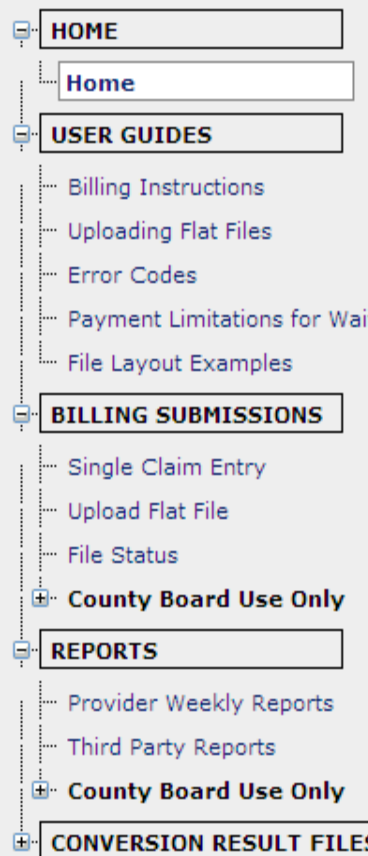 HOME
Home
USER GUIDES
Billing Instructions
Uploading Flat Files
Error Codes
Payment Limitations for Wai
File Layout Examples
BILLING SUBMISSIONS
Single Claim Entry
Upload Flat File
File Status
County Board Use Only
REPORTS
Provider Weekly Reports
Third Party Reports
County Board Use Only
CONVERSION RESULT FILES